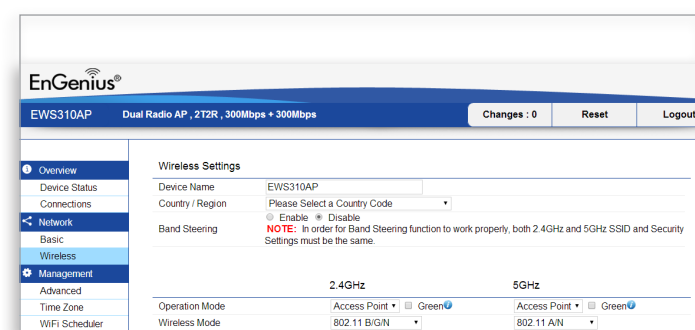 EnGenius®
EWS310AP Dual Radio AP , 2T2R , 300Mbps + 300Mbps Changes : 0 Reset Logout
Wireless Settings
Overview
Device Status Device Name EWS310AP
Connections Country / Region Please Select a Country Code
Network Enable Disable
Basic Band Steering NOTE: In order for Band Steering function to work properly, both 2.4GHz and 5GHz SSID and Security
Settings must be the same.
Wireless
Management
Advanced 2.4GHz 5GHz
Time Zone Operation Mode Access Point Green Access Point Green
WiFi Scheduler Wireless Mode 802.11 B/G/N 802.11 A/N